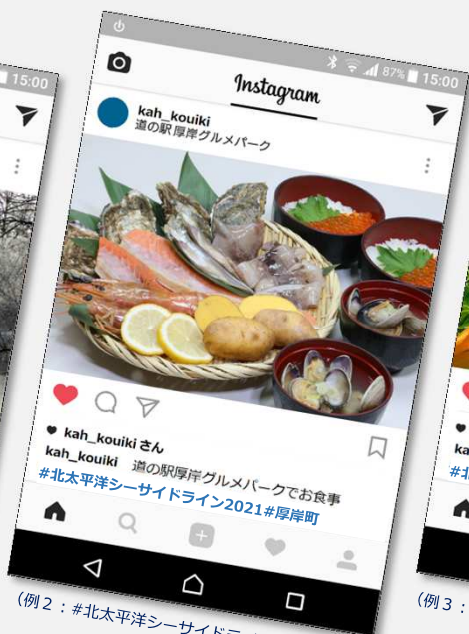 15:00
87% 15:00
Instagram
kah_kouiki
道の駅 厚岸グルメパーク
kah_kouiki さん
kah_kouiki 道の駅厚岸グルメパークでお食事
#北太平洋シーサイドライン2021#厚岸町
(例２：#北太平洋シーサイドラ
ka
#北
(例３：